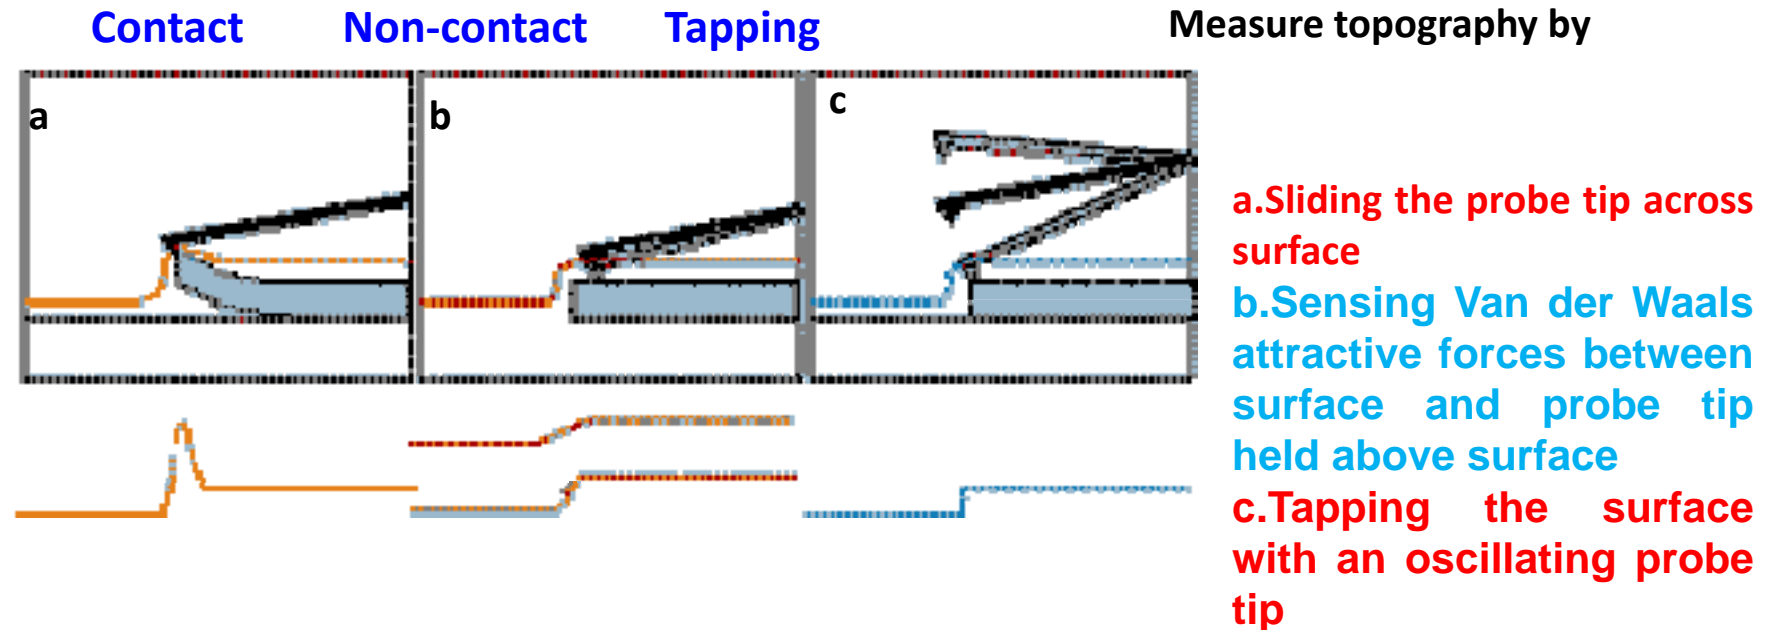 Contact Non-contact Tapping Measure topography by
a b c
a.Sliding the probe tip across
surface
b.Sensing Van der Waals
attractive forces between
surface and probe tip
held above surface
c.Tapping the surface
with an oscillating probe
tip